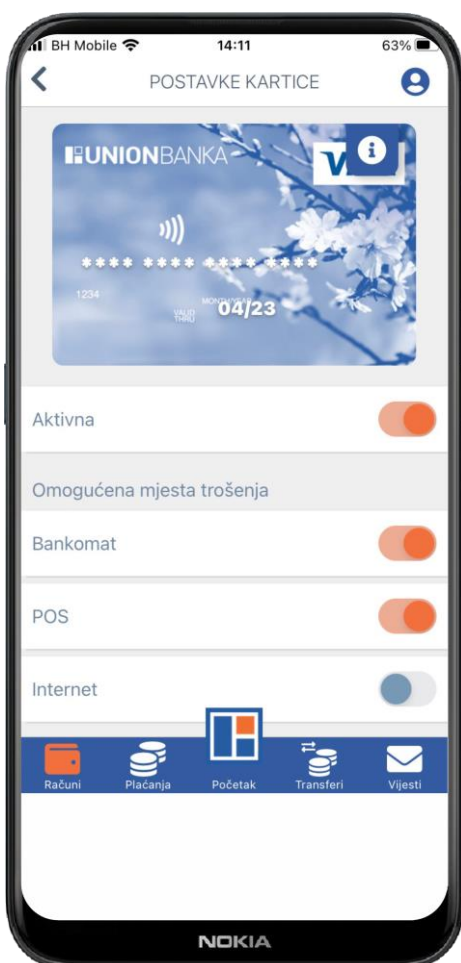 BH Mobile 14:11 63%
POSTAVKE KARTICE
UNIONBANKA
**** **** **** ****
1234
MONTH/YEAR
VALID THRU 04/23
Aktivna
Omogućena mjesta trošenja
Bankomat
POS
Internet
Računi Plaćanja Početak Transferi Vijesti
NOKIA